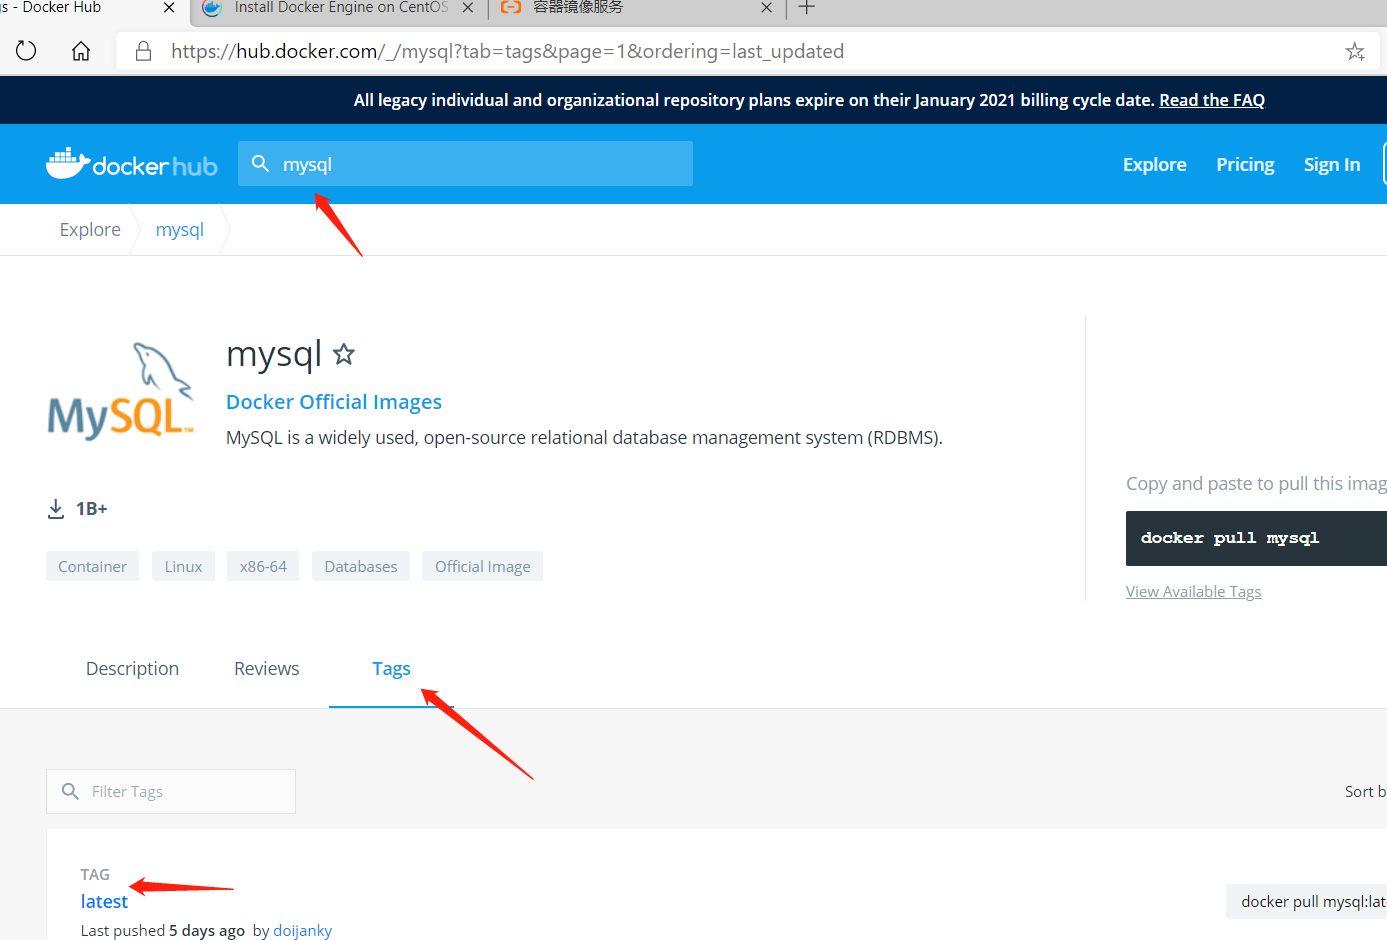 s - Docker Hub
Install Docker Engine on CentOS
容器镜像服务
https://hub.docker.com/_/mysql?tab=tags&page=1&ordering=last_updated
All legacy individual and organizational repository plans expire on their January 2021 billing cycle date. Read the FAQ
docker hub
mysql
Explore
Pricing
Sign In
Explore
mysql
MySQL™
mysql
Docker Official Images
MySQL is a widely used, open-source relational database management system (RDBMS).
1B+
Copy and paste to pull this imag
docker pull mysql
Container
Linux
x86-64
Databases
Official Image
View Available Tags
Description
Reviews
Tags
Filter Tags
Sort b
TAG
latest
docker pull mysql:lat
Last pushed 5 days ago by doijanky